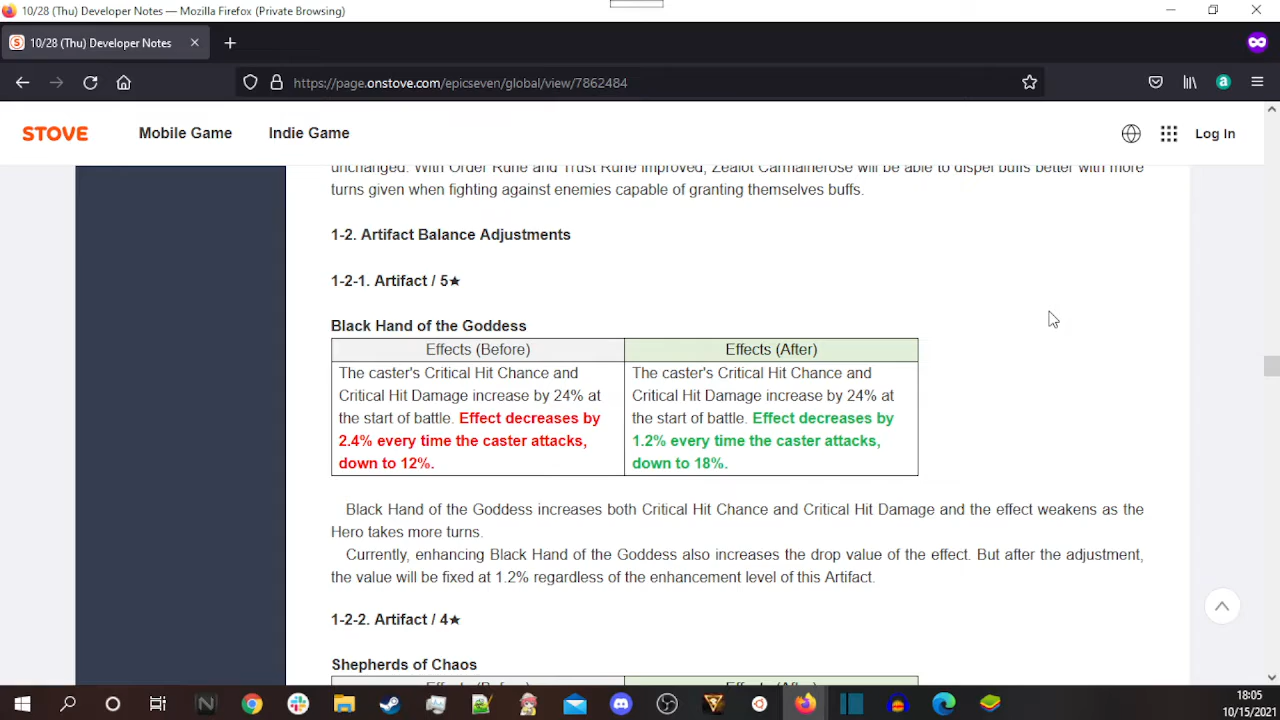 10/28 (Thu) Developer Notes — Mozilla Firefox (Private Browsing)
10/28 (Thu) Developer Notes
https://page.onstove.com/epicseven/global/view/7862484
STOVE
Mobile Game
Indie Game
Log In
unchanged. With Order Rune and Trust Rune improved, Zealot Carmainerose will be able to dispel buffs better with more
turns given when fighting against enemies capable of granting themselves buffs.
1-2. Artifact Balance Adjustments
1-2-1. Artifact / 5★
Black Hand of the Goddess
Effects (Before)
Effects (After)
The caster's Critical Hit Chance and
Critical Hit Damage increase by 24% at
the start of battle. Effect decreases by
2.4% every time the caster attacks,
down to 12%.
The caster's Critical Hit Chance and
Critical Hit Damage increase by 24% at
the start of battle. Effect decreases by
1.2% every time the caster attacks,
down to 18%.
Black Hand of the Goddess increases both Critical Hit Chance and Critical Hit Damage and the effect weakens as the
Hero takes more turns.
Currently, enhancing Black Hand of the Goddess also increases the drop value of the effect. But after the adjustment,
the value will be fixed at 1.2% regardless of the enhancement level of this Artifact.
1-2-2. Artifact / 4★
Shepherds of Chaos
Effects (Before)
Effects (After)
18:05
10/15/2021